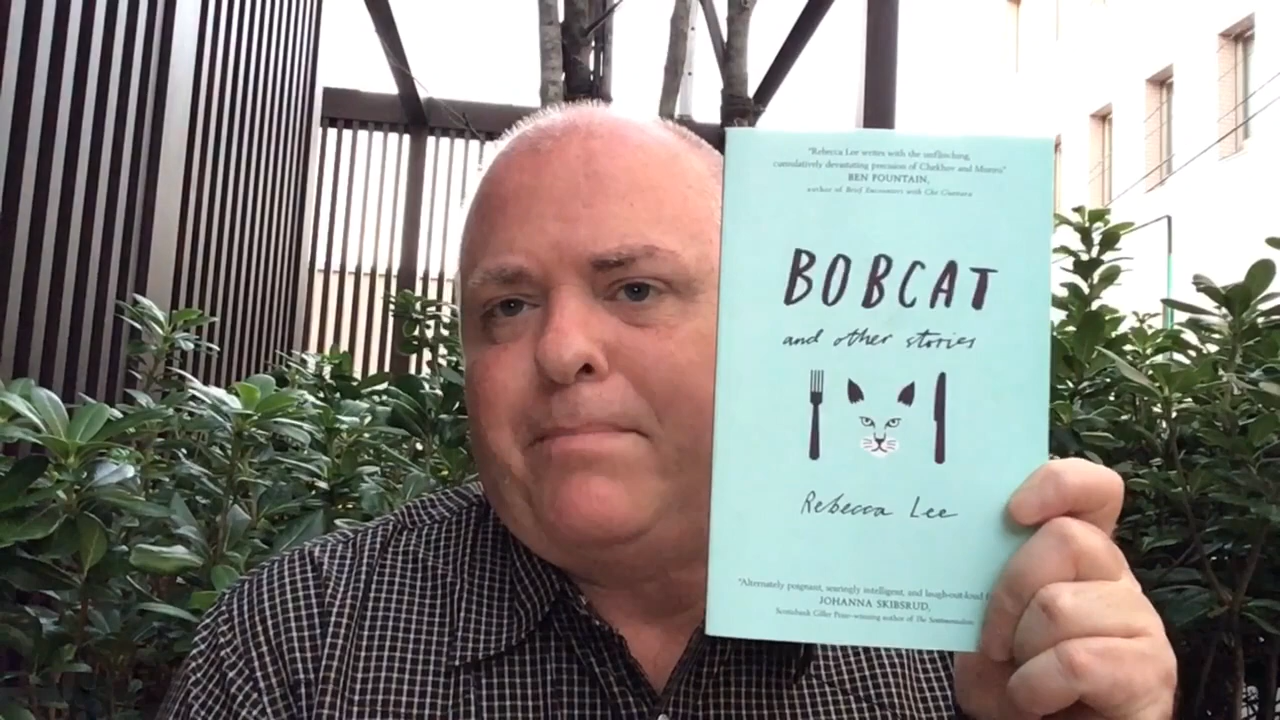 "Rebecca Lee writes with the unflinching,
cumulatively devastating precision of Chekhov and Munro"
BEN FOUNTAIN,
author of Brief Encounters with Che Guevara
BOBCAT
and other stories
Rebecca Lee
"Alternately poignant, searingly intelligent, and laugh-out-loud
JOHANNA SKIBSRUD,
Scotiabank Giller Prize–winning author of The Sentimentalists